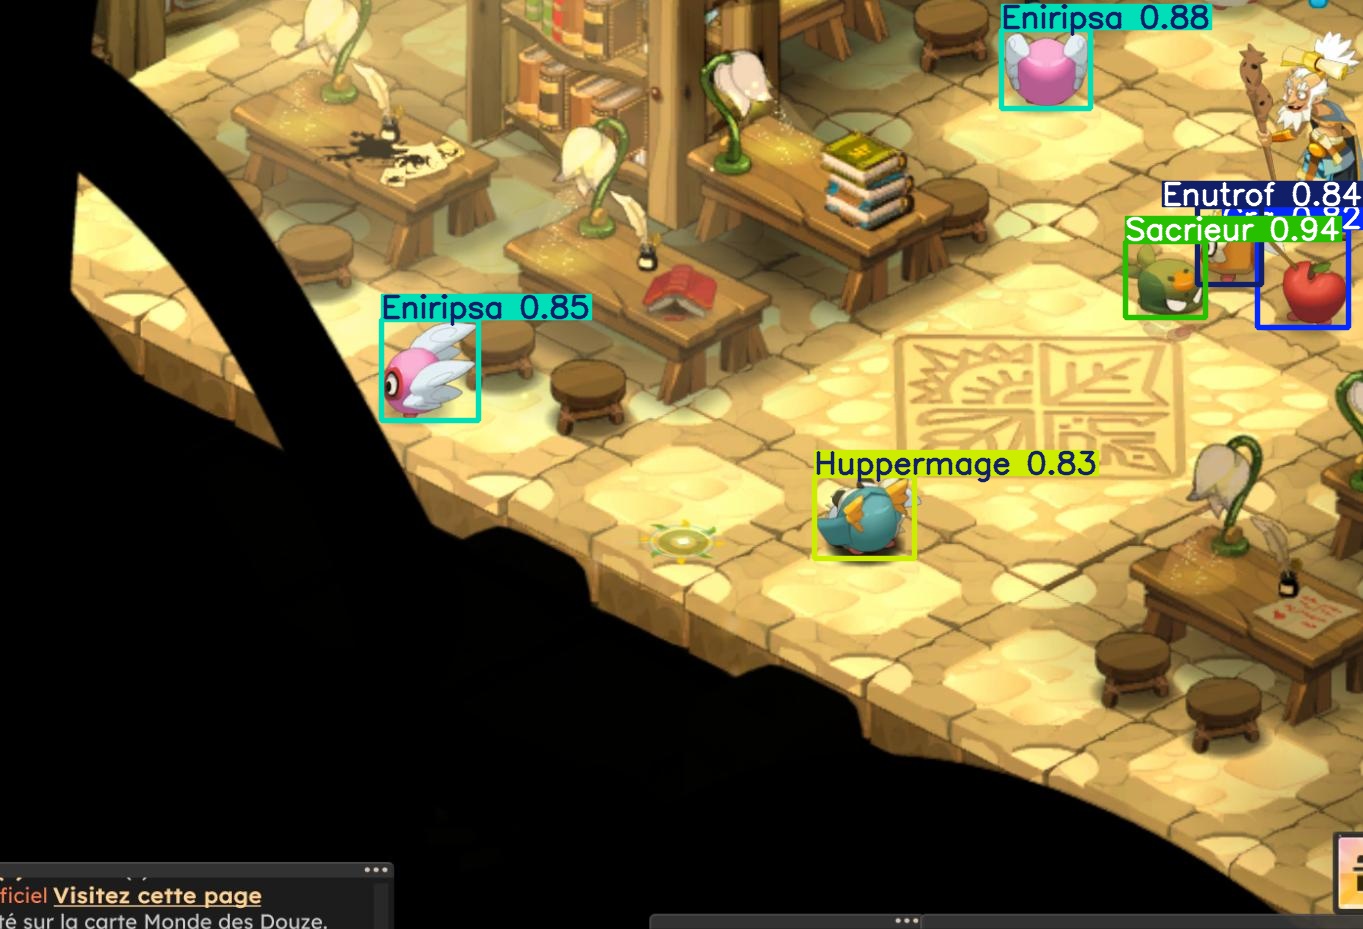 Eniripsa 0.88
Enutrof 0.84
Sacrieur 0.94
Eniripsa 0.85
Huppermage 0.83
ficiel Visitez cette page
té sur la carte Monde des Douze.